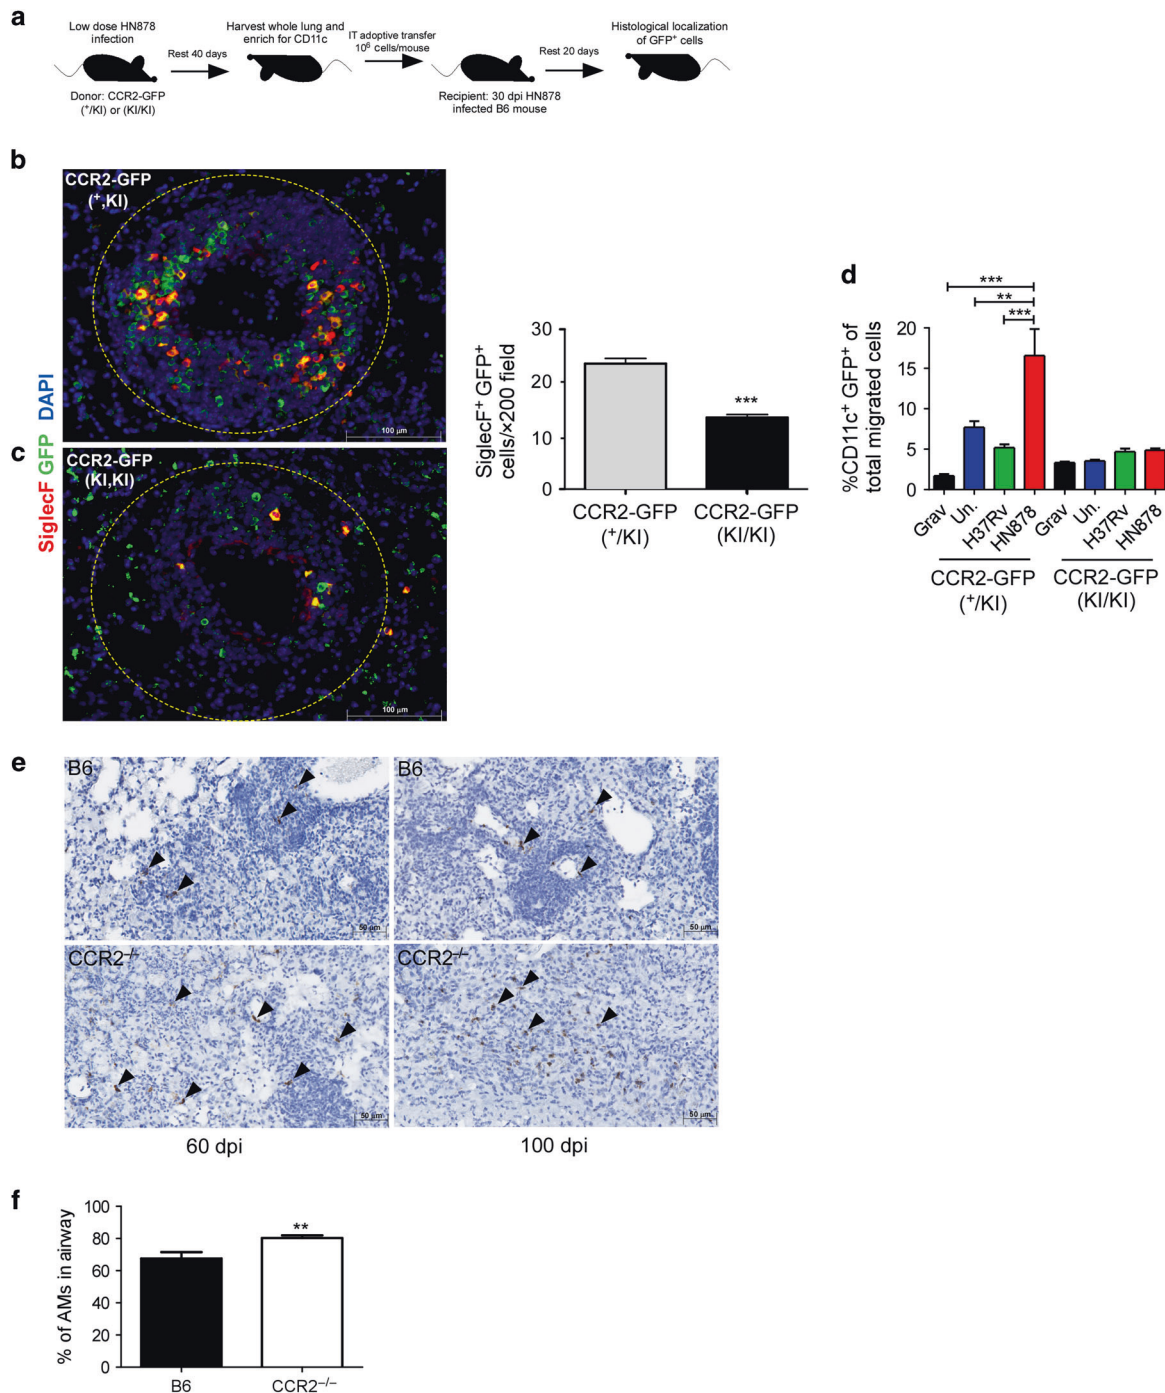 a
Low dose HN878
infection
Rest 40 days
Donor: CCR2-GFP
(+/KI) or (KI/KI)
Harvest whole lung and
enrich for CD11c
IT adoptive transfer
10⁶ cells/mouse
Recipient: 30 dpi HN878
infected B6 mouse
Rest 20 days
Histological localization
of GFP⁺ cells
b
CCR2-GFP
(⁺,KI)
100 µm
c
CCR2-GFP
(KI,KI)
100 µm
SiglecF GFP DAPI
SiglecF⁺ GFP⁺
cells/×200 field
30
20
10
0
***
CCR2-GFP
(⁺/KI)
CCR2-GFP
(KI/KI)
d
%CD11c⁺ GFP⁺ of
total migrated cells
20
15
10
5
0
***
**
***
Grav
Un.
H37Rv
HN878
Grav
Un.
H37Rv
HN878
CCR2-GFP
(⁺/KI)
CCR2-GFP
(KI/KI)
e
B6
50 µm
B6
50 µm
CCR2⁻/⁻
50 µm
CCR2⁻/⁻
50 µm
60 dpi
100 dpi
f
% of AMs in airway
100
80
60
40
20
0
**
B6
CCR2⁻/⁻